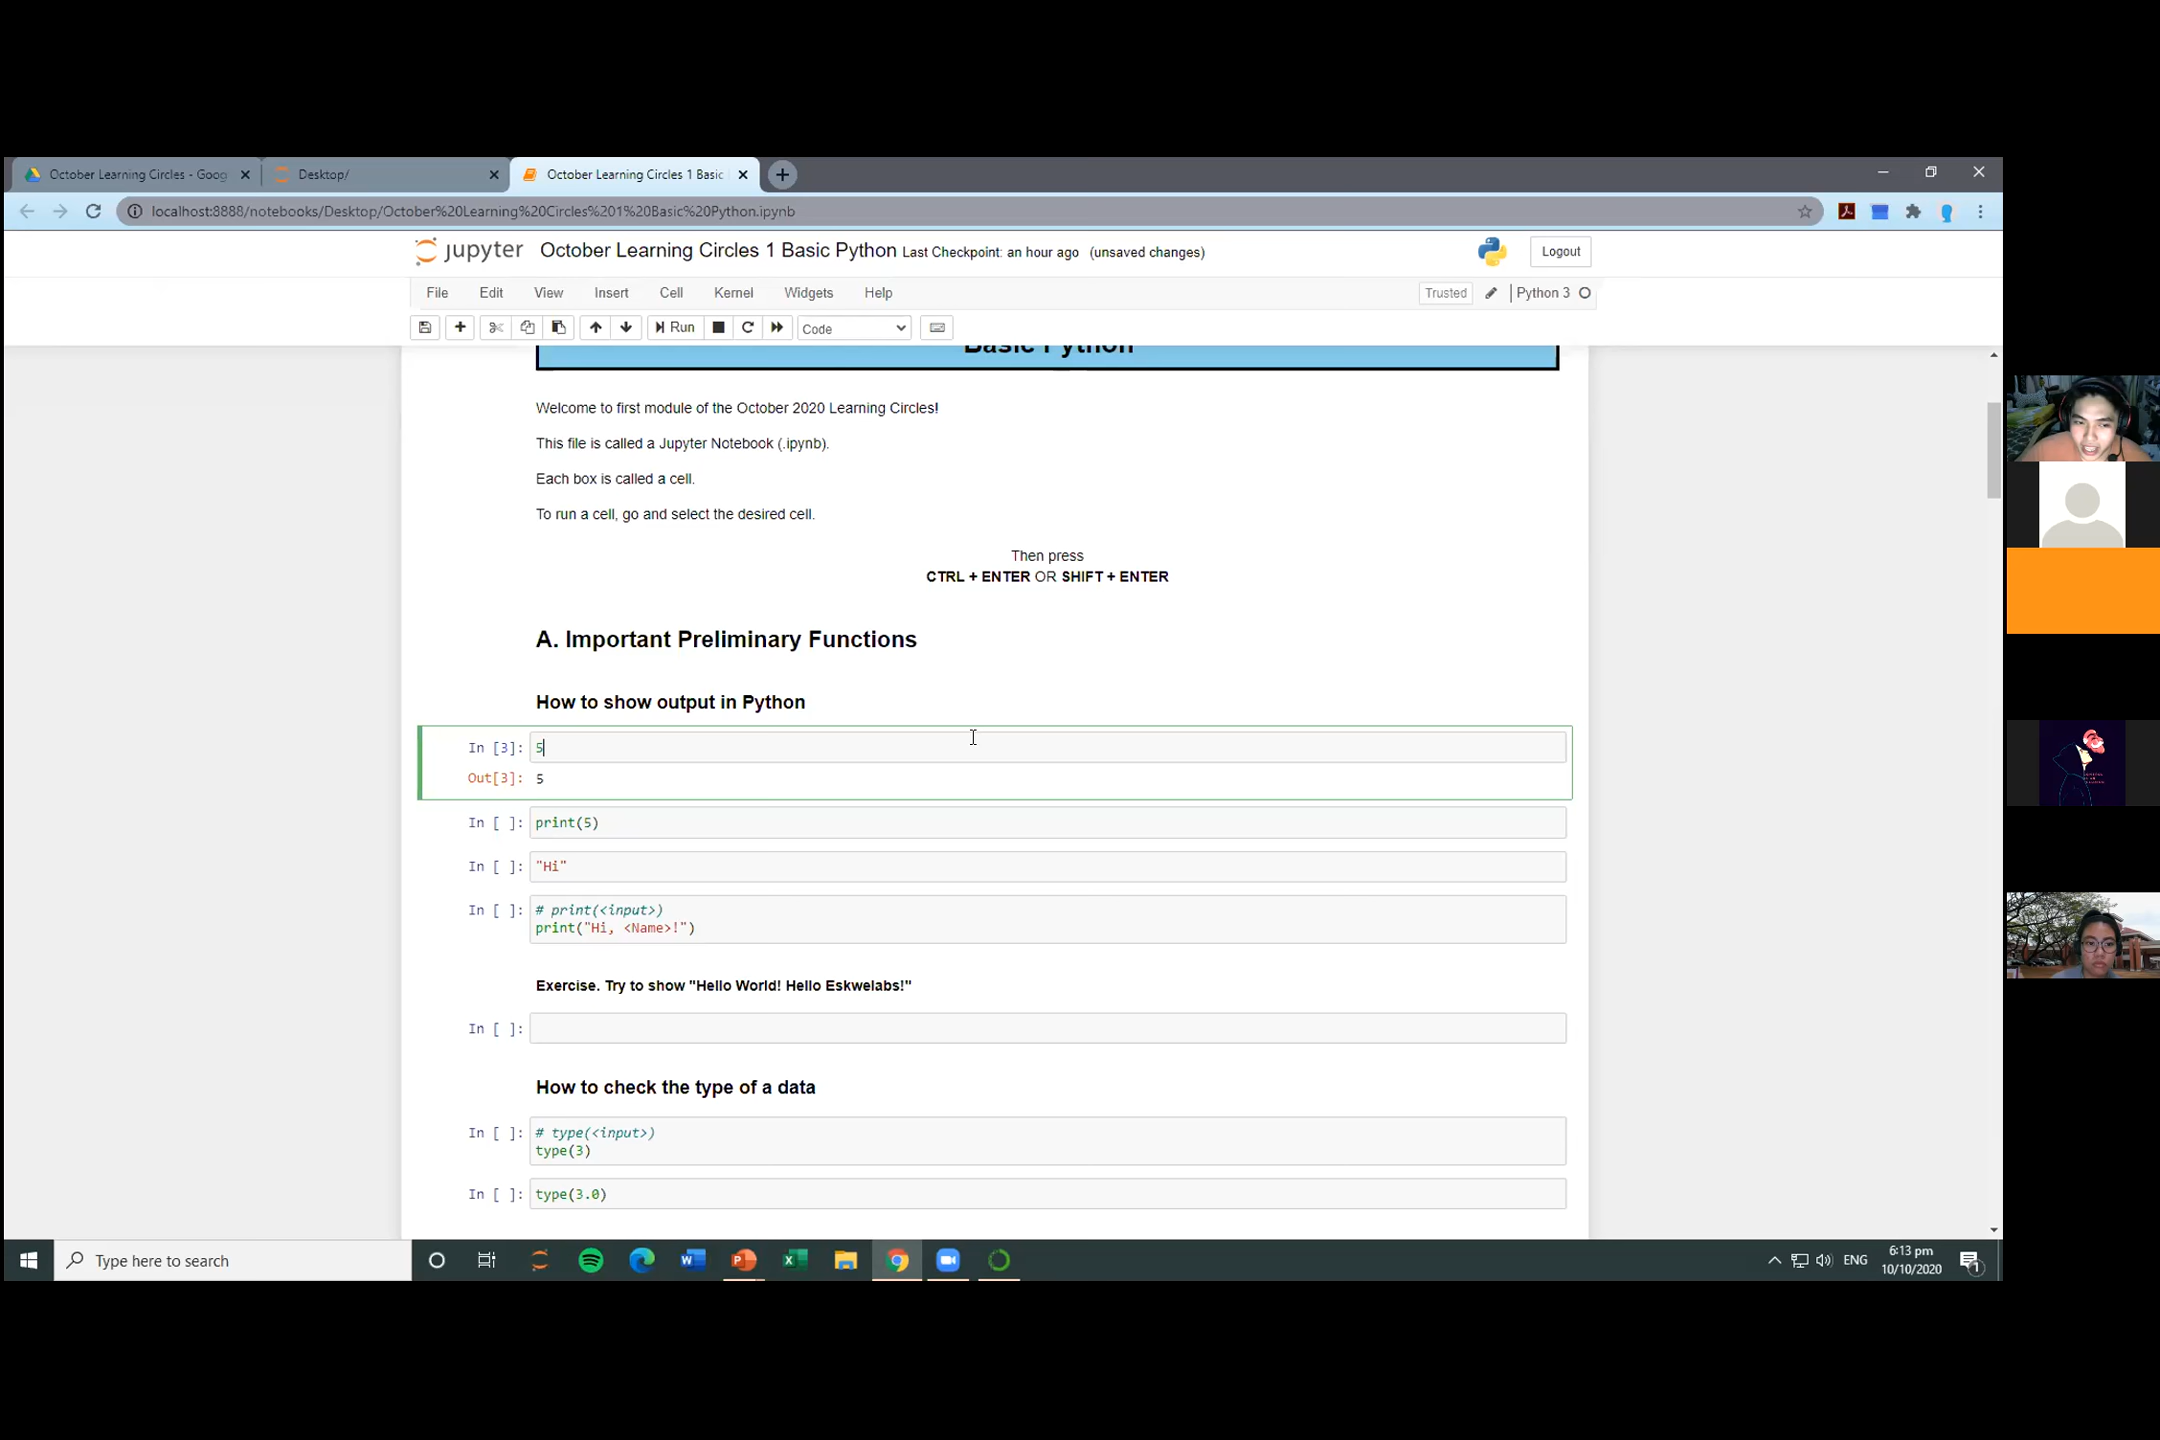 October Learning Circles - Goog
Desktop/
October Learning Circles 1 Basic
localhost:8888/notebooks/Desktop/October%20Learning%20Circles%201%20Basic%20Python.ipynb
jupyter October Learning Circles 1 Basic Python Last Checkpoint: an hour ago (unsaved changes)
Logout
File Edit View Insert Cell Kernel Widgets Help
Trusted Python 3
Run Code
Basic Python
Welcome to first module of the October 2020 Learning Circles!
This file is called a Jupyter Notebook (.ipynb).
Each box is called a cell.
To run a cell, go and select the desired cell.
Then press
CTRL + ENTER OR SHIFT + ENTER
A. Important Preliminary Functions
How to show output in Python
In [3]: 5
Out[3]: 5
In [ ]: print(5)
In [ ]: "Hi"
In [ ]: # print(<input>)
print("Hi, <Name>!")
Exercise. Try to show "Hello World! Hello Eskwelabs!"
In [ ]:
How to check the type of a data
In [ ]: # type(<input>)
type(3)
In [ ]: type(3.0)
Type here to search
ENG
6:13 pm
10/10/2020
1